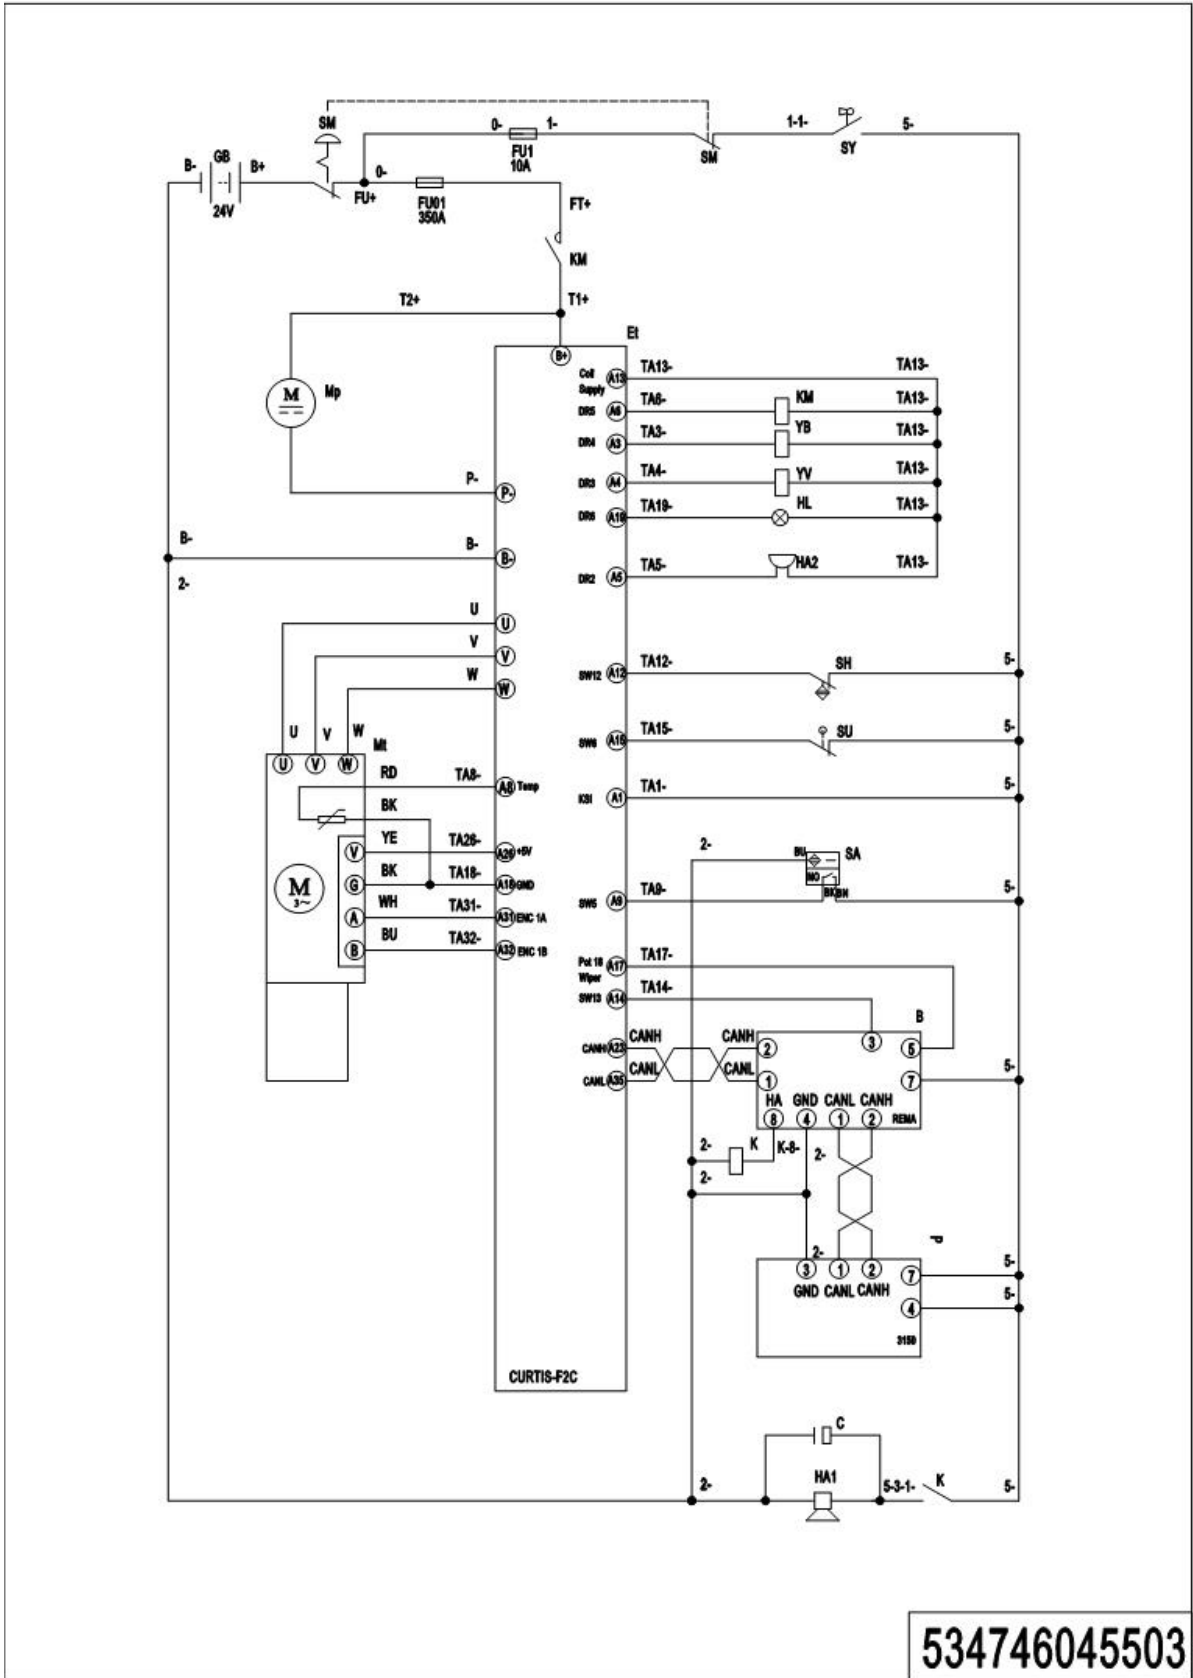 0- 1- 1-1- 5-
SM FU1 SM SY
10A
B- GB B+ 0-
24V FU+ FU01
350A
FT+
KM
T2+ T1+
Et
B+
Coil A13 TA13- TA13-
Supply
M Mp
DR5 A6 TA6- KM TA13-
DR4 A3 TA3- YB TA13-
P- P- DR3 A4 TA4- YV TA13-
DR6 A19 TA19- HL TA13-
B- B- B-
2- DR2 A5 TA5- HA2 TA13-
U U
V V
W W SW12 A12 TA12- SH 5-
U V W Mt SW6 A15 TA15- SU 5-
U V W
RD TA8- A8 Temp KSI A1 TA1- 5-
BK
YE 2- BU SA
V TA26- A26 +5V
NO
M 3~ G BK TA18- A18 GND SW5 A9 TA9- BK BN 5-
A WH TA31- A31 ENC 1A
B BU TA32- A32 ENC 1B
Pot 18 A17 TA17-
Wiper
SW13 A14 TA14-
B
CANH A23 CANH CANH 2 3 5
CANL A35 CANL CANL 1 7 5-
HA GND CANL CANH
8 4 1 2 REMA
2- K K-8- 2-
2-
P
2-
3 1 2 7 5-
GND CANL CANH
4 5-
3150
CURTIS-F2C
C
HA1
2- 5-3-1- K 5-
534746045503